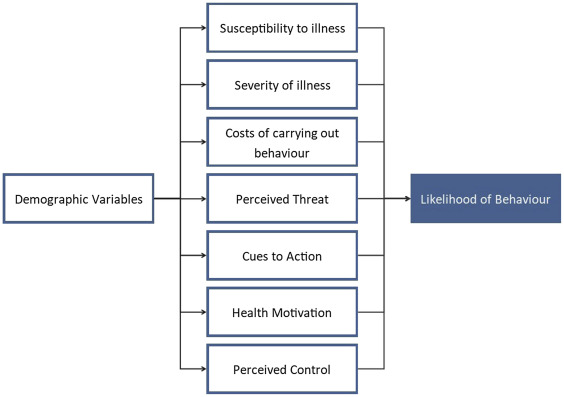 Susceptibility to illness
Severity of illness
Costs of carrying out
behaviour
Demographic Variables
Perceived Threat
Likelihood of Behaviour
Cues to Action
Health Motivation
Perceived Control